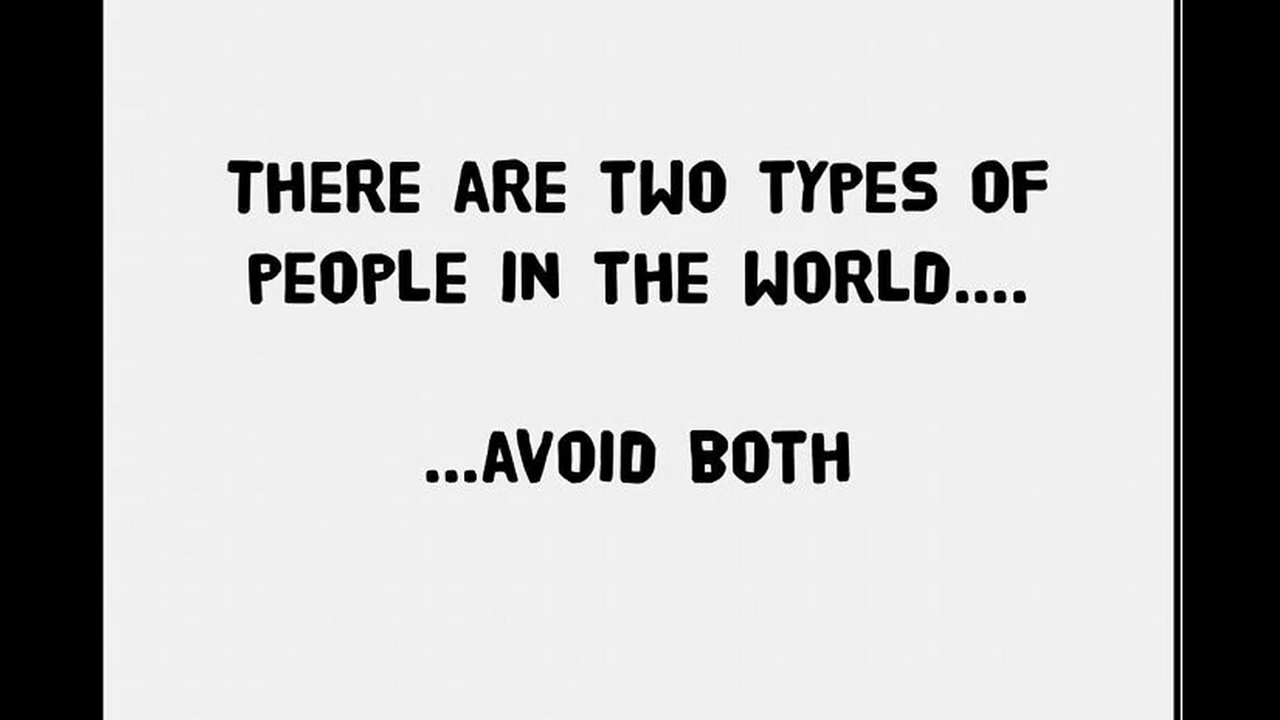 THERE ARE TWO TYPES OF
PEOPLE IN THE WORLD....
...AVOID BOTH